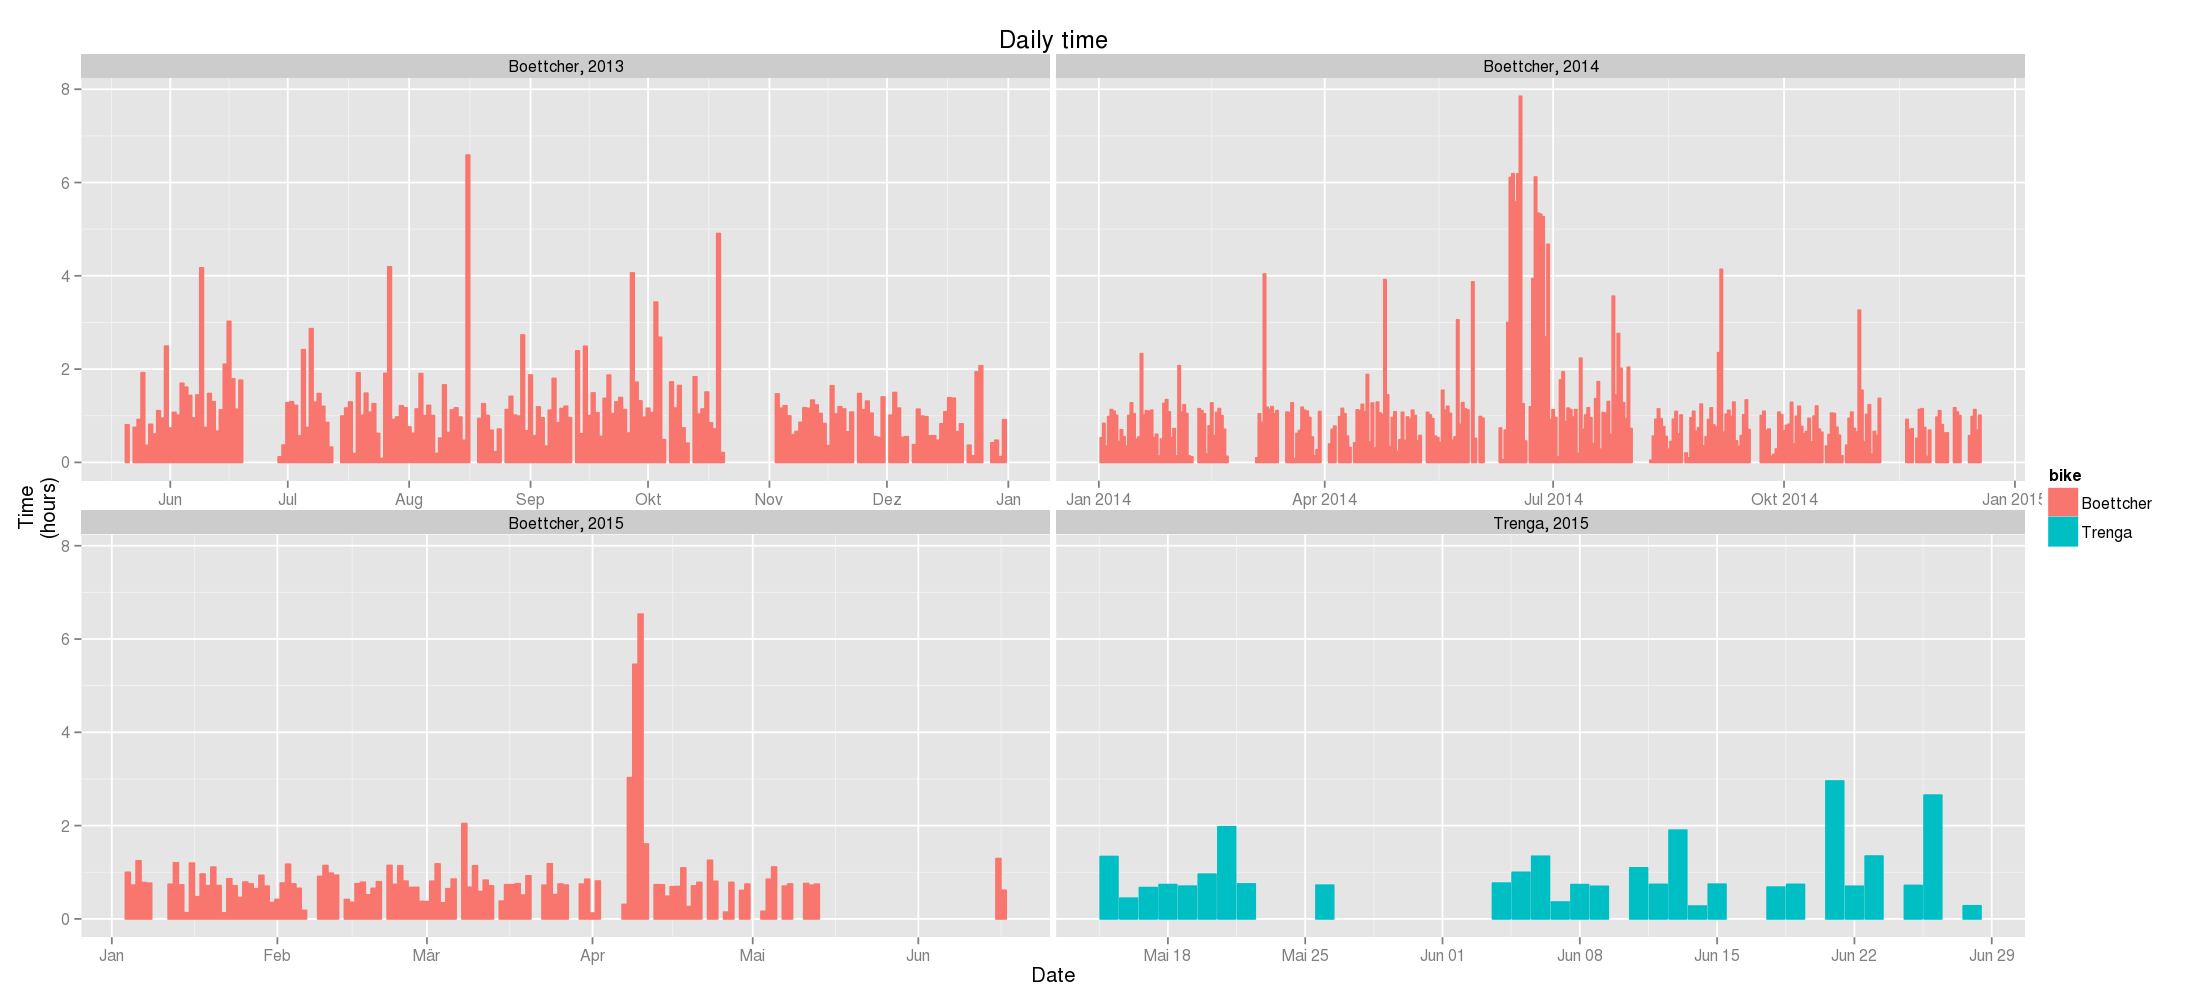 Daily time
Boettcher, 2013
Boettcher, 2014
8
6
4
2
0
Jun Jul Aug Sep Okt Nov Dez Jan
Jan 2014 Apr 2014 Jul 2014 Okt 2014 Jan 2015
Time
(hours)
Boettcher, 2015
Trenga, 2015
8
6
4
2
0
Jan Feb Mär Apr Mai Jun
Mai 18 Mai 25 Jun 01 Jun 08 Jun 15 Jun 22 Jun 29
Date
bike
Boettcher
Trenga